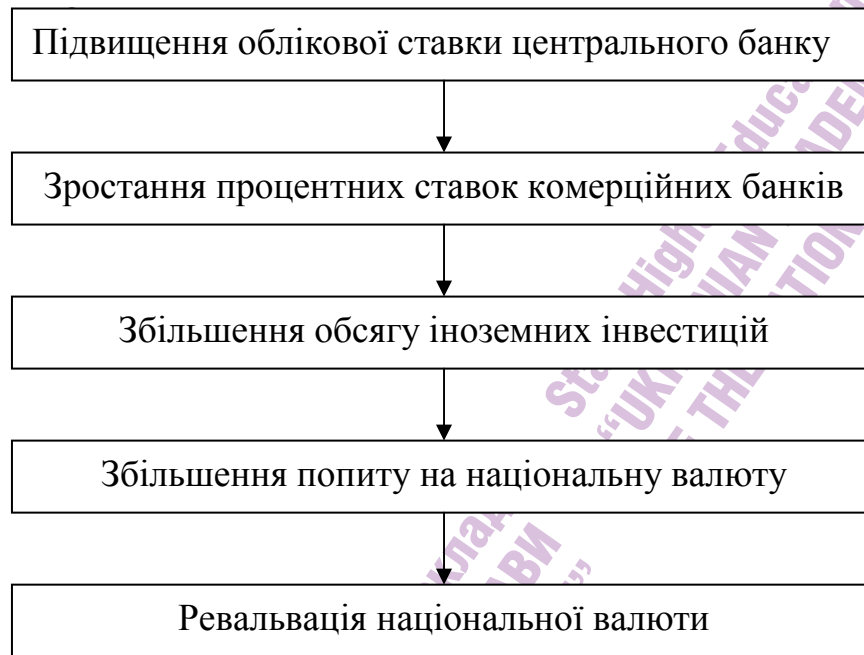 Підвищення облікової ставки центрального банку
Зростання процентних ставок комерційних банків
Збільшення обсягу іноземних інвестицій
Збільшення попиту на національну валюту
Ревальвація національної валюти